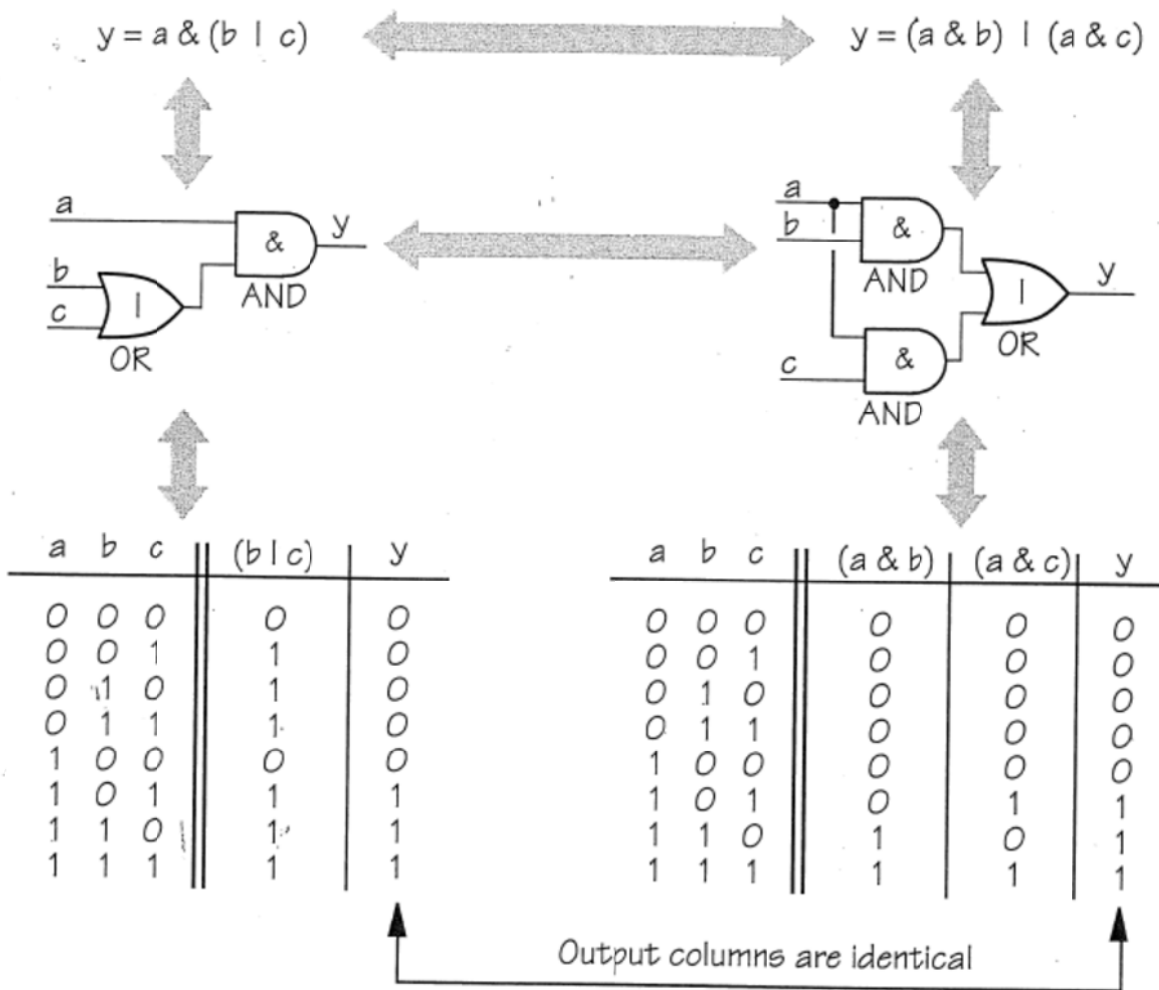 y = a & (b | c)
y = (a & b) | (a & c)
a
&
y
AND
b
c
|
OR
a
b
&
AND
|
y
OR
c
&
AND
a b c (b | c) y
0 0 0 0 0
0 0 1 1 0
0 1 0 1 0
0 1 1 1 0
1 0 0 0 0
1 0 1 1 1
1 1 0 1 1
1 1 1 1 1
a b c (a & b) (a & c) y
0 0 0 0 0 0
0 0 1 0 0 0
0 1 0 0 0 0
0 1 1 0 0 0
1 0 0 0 0 0
1 0 1 0 1 1
1 1 0 1 0 1
1 1 1 1 1 1
Output columns are identical